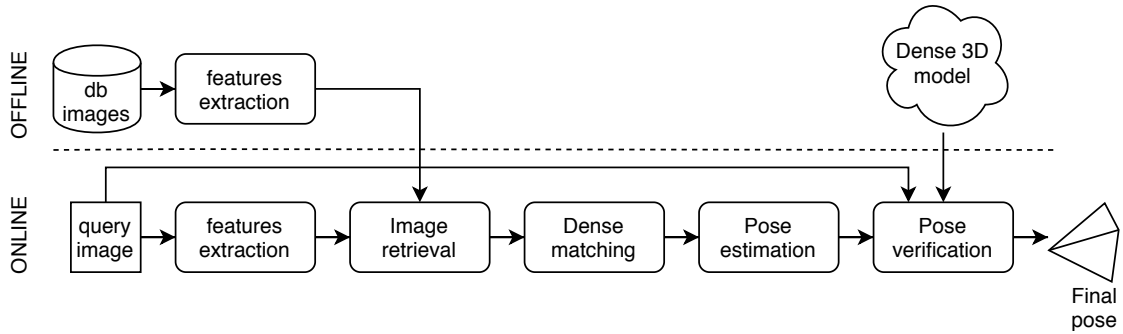 OFFLINE
db
images
features
extraction
Dense 3D
model
ONLINE
query
image
features
extraction
Image
retrieval
Dense
matching
Pose
estimation
Pose
verification
Final
pose